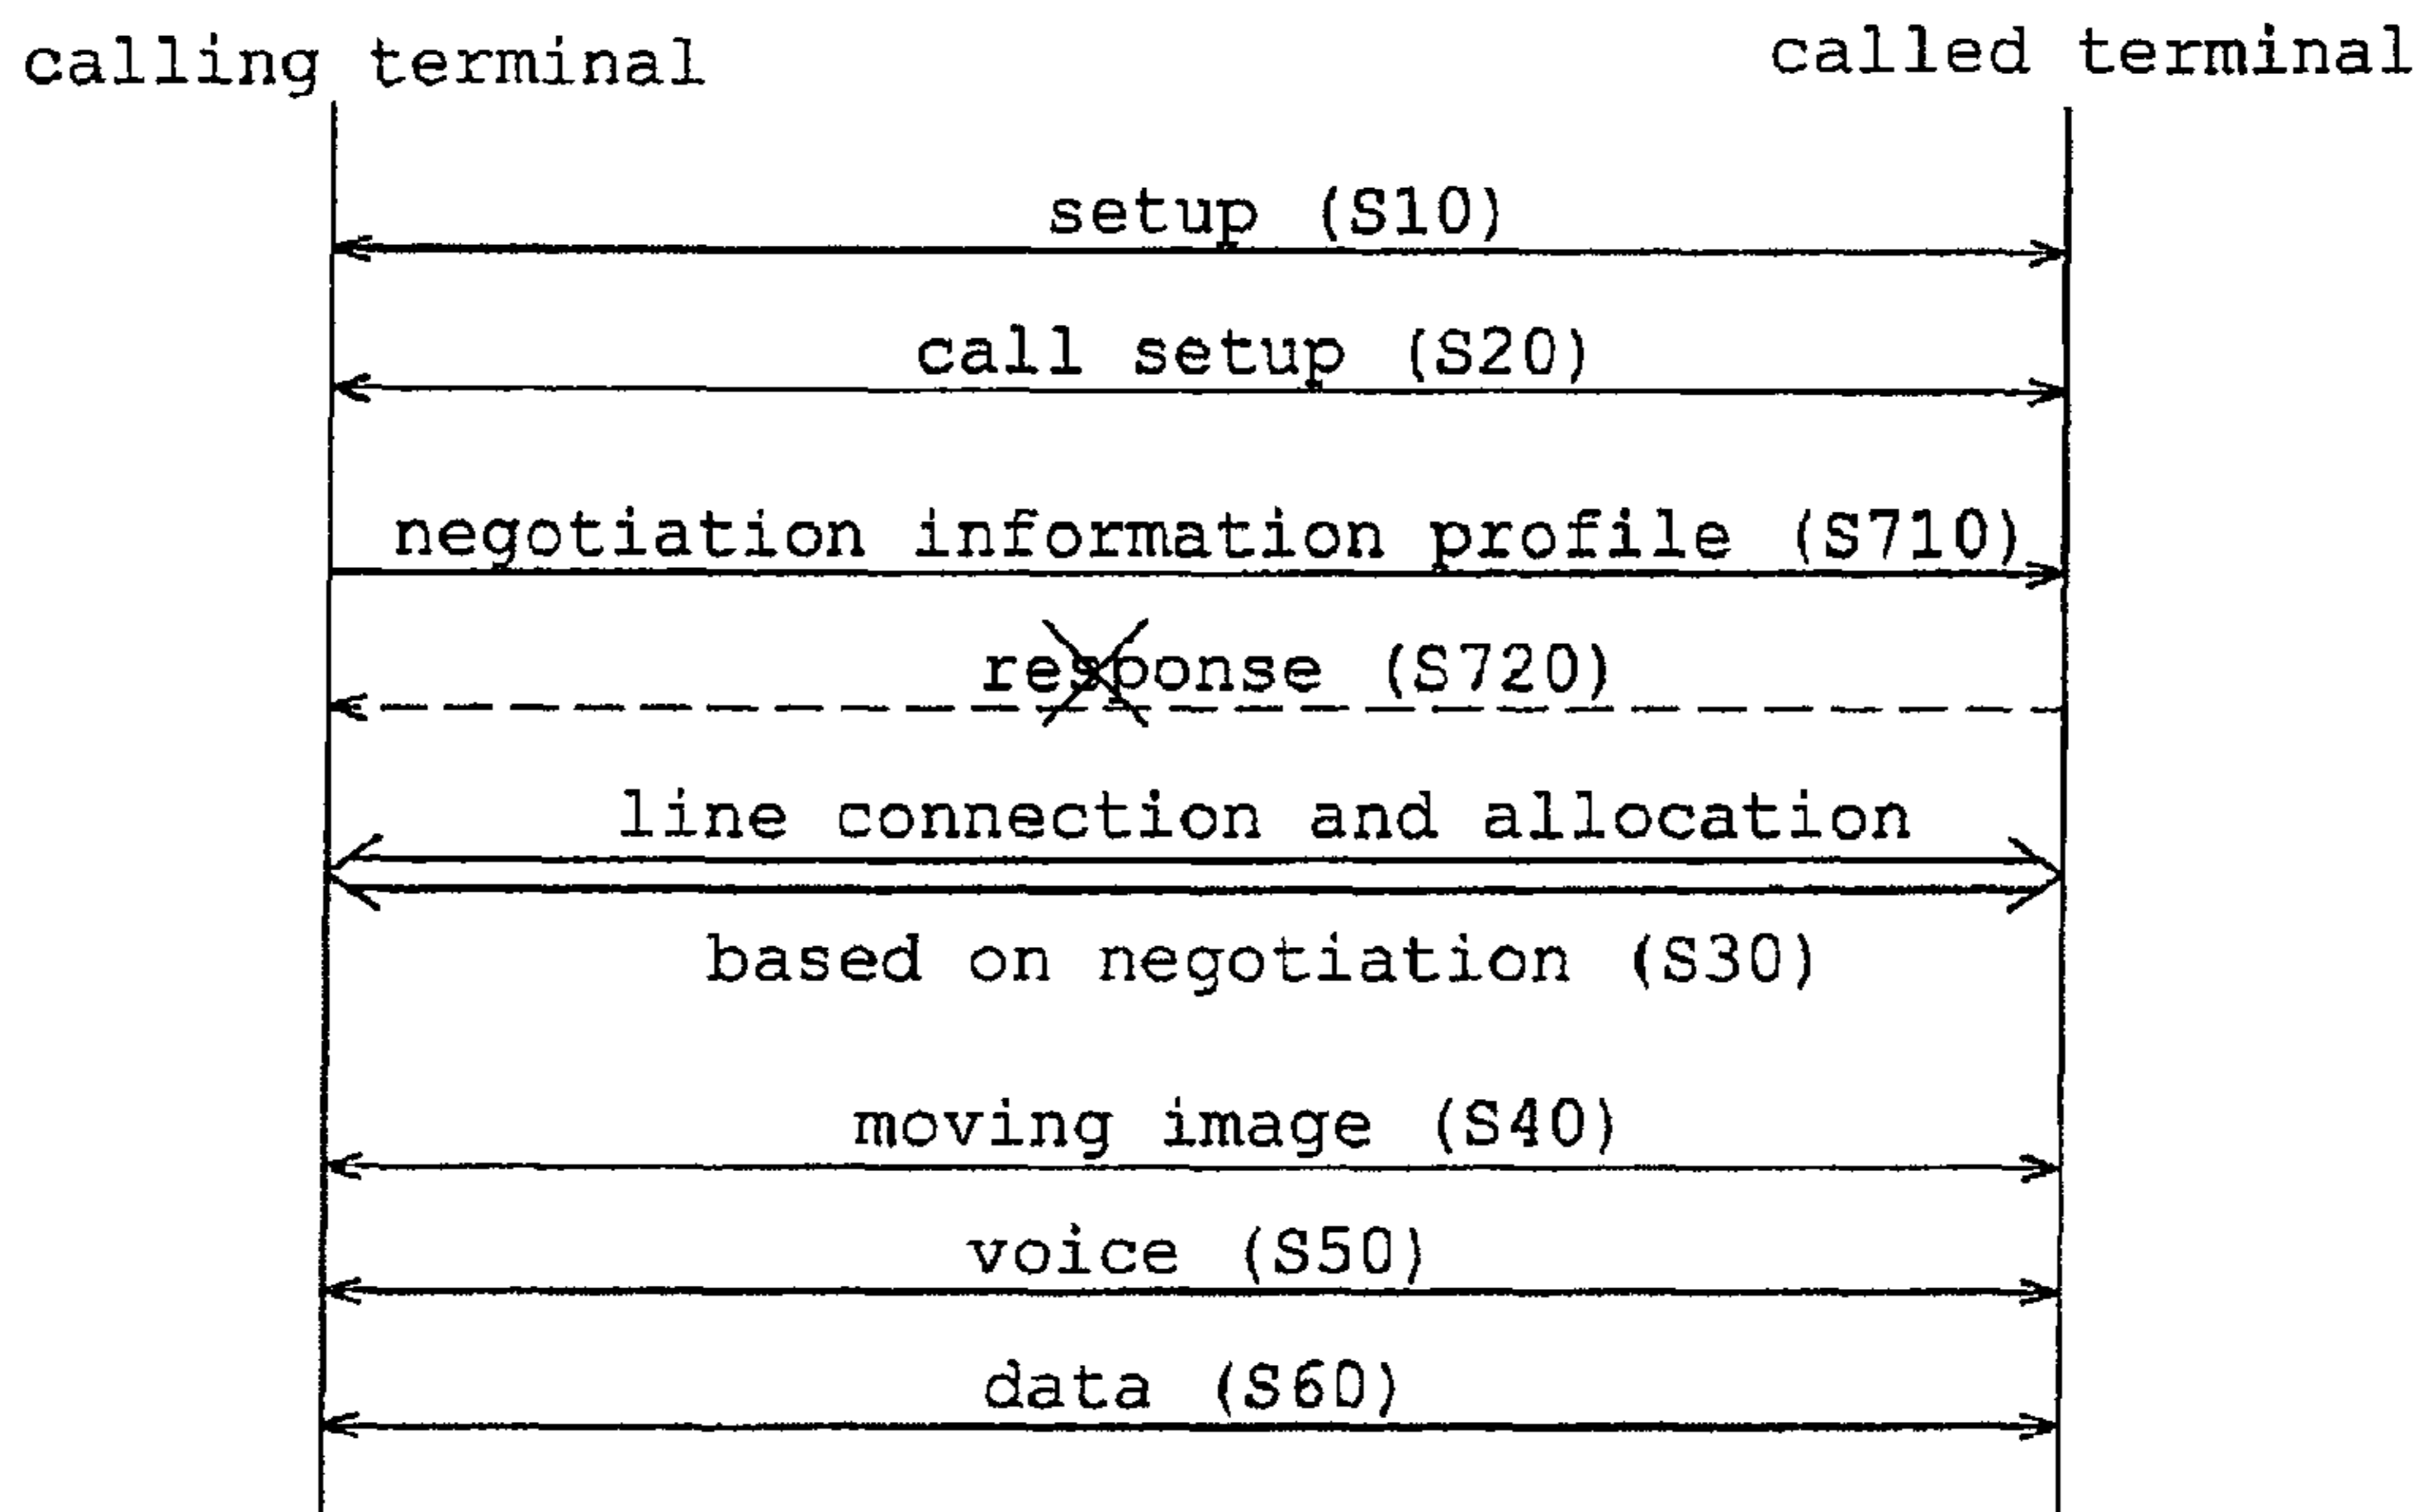 calling terminal
called terminal
setup (S10)
call setup (S20)
negotiation information profile (S710)
response (S720)
line connection and allocation
based on negotiation (S30)
moving image (S40)
voice (S50)
data (S60)